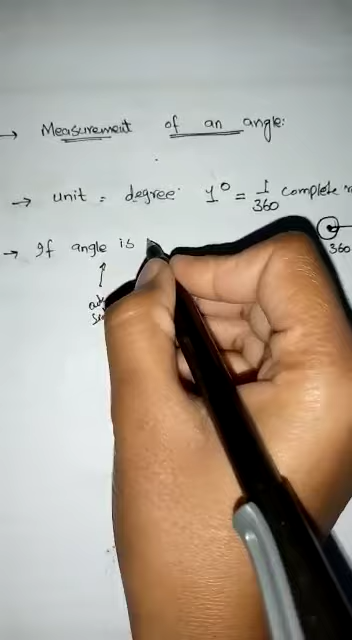 → Measurement of an angle:
→ unit = degree. 1° = 1/360 complete
→ If angle is
360